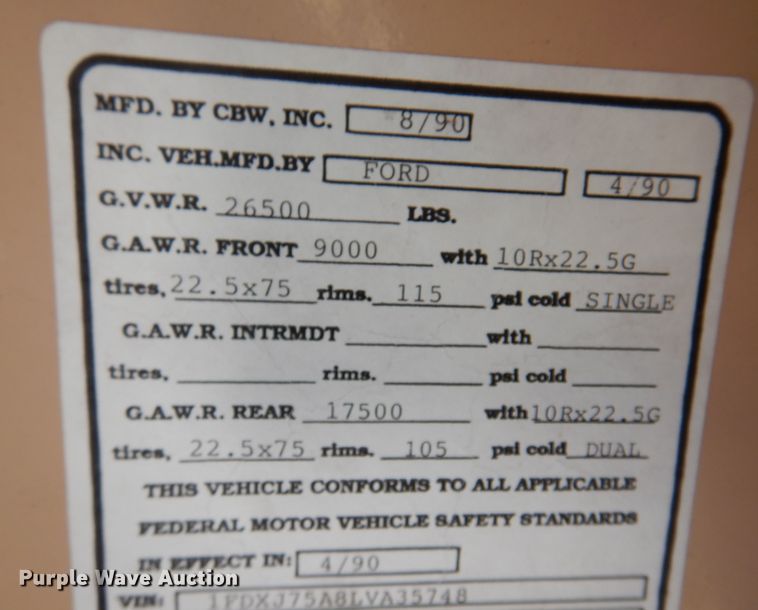 MFD. BY CBW, INC. 8/90
INC. VEH.MFD.BY FORD 4/90
G.V.W.R. 26500 LBS.
G.A.W.R. FRONT 9000 with 10Rx22.5G
tires, 22.5x75 rims. 115 psi cold SINGLE
G.A.W.R. INTRMDT with
tires, rims. psi cold
G.A.W.R. REAR 17500 with 10Rx22.5G
tires, 22.5x75 rims. 105 psi cold DUAL
THIS VEHICLE CONFORMS TO ALL APPLICABLE
FEDERAL MOTOR VEHICLE SAFETY STANDARDS
IN EFFECT IN: 4/90
Purple Wave Auction
VIN: 1FDXJ75A8LVA35748